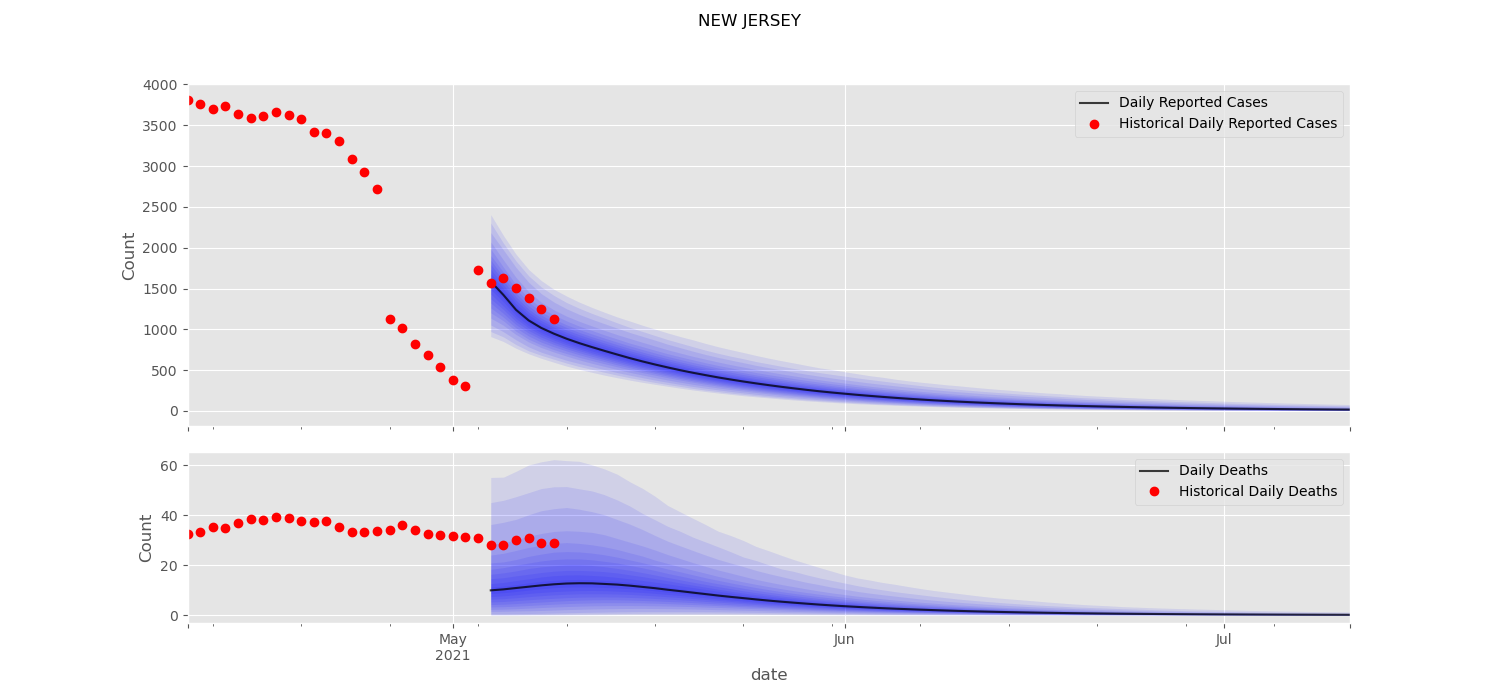 NEW JERSEY
4000
3500
3000
2500
2000
1500
1000
500
0
Count
Daily Reported Cases
Historical Daily Reported Cases
60
40
20
0
Count
Daily Deaths
Historical Daily Deaths
May
2021
Jun
Jul
date